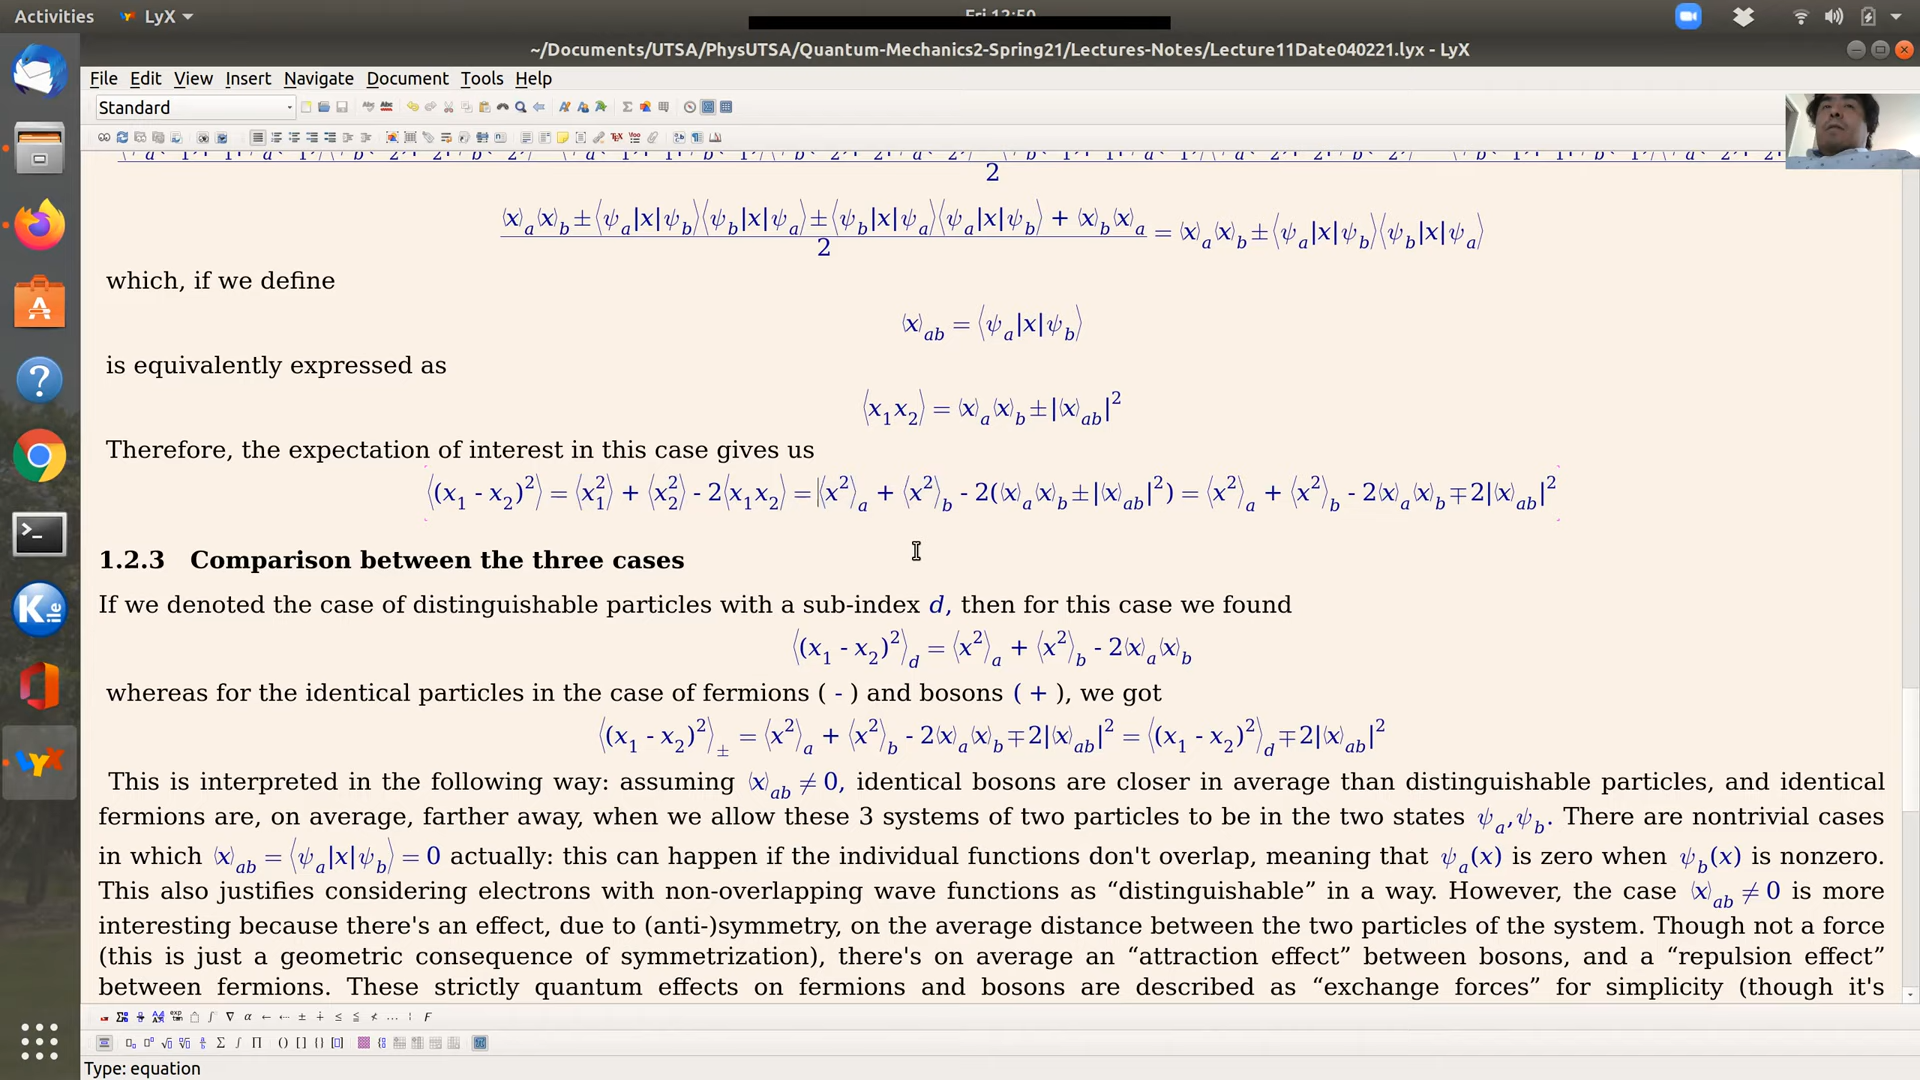 Activities LyX Fri 12:50
~/Documents/UTSA/PhysUTSA/Quantum-Mechanics2-Spring21/Lectures-Notes/Lecture11Date040221.lyx - LyX
File Edit View Insert Navigate Document Tools Help
Standard
2
⟨x⟩_a⟨x⟩_b±⟨ψ_a|x|ψ_b⟩⟨ψ_b|x|ψ_a⟩±⟨ψ_b|x|ψ_a⟩⟨ψ_a|x|ψ_b⟩ + ⟨x⟩_b⟨x⟩_a / 2 = ⟨x⟩_a⟨x⟩_b±⟨ψ_a|x|ψ_b⟩⟨ψ_b|x|ψ_a⟩
which, if we define
⟨x⟩_ab = ⟨ψ_a|x|ψ_b⟩
is equivalently expressed as
⟨x_1x_2⟩ = ⟨x⟩_a⟨x⟩_b±|⟨x⟩_ab|^2
Therefore, the expectation of interest in this case gives us
⟨(x_1 - x_2)^2⟩ = ⟨x_1^2⟩ + ⟨x_2^2⟩ - 2⟨x_1x_2⟩ = ⟨x^2⟩_a + ⟨x^2⟩_b - 2(⟨x⟩_a⟨x⟩_b±|⟨x⟩_ab|^2) = ⟨x^2⟩_a + ⟨x^2⟩_b - 2⟨x⟩_a⟨x⟩_b∓2|⟨x⟩_ab|^2
1.2.3 Comparison between the three cases
If we denoted the case of distinguishable particles with a sub-index d, then for this case we found
⟨(x_1 - x_2)^2⟩_d = ⟨x^2⟩_a + ⟨x^2⟩_b - 2⟨x⟩_a⟨x⟩_b
whereas for the identical particles in the case of fermions ( - ) and bosons ( + ), we got
⟨(x_1 - x_2)^2⟩_± = ⟨x^2⟩_a + ⟨x^2⟩_b - 2⟨x⟩_a⟨x⟩_b∓2|⟨x⟩_ab|^2 = ⟨(x_1 - x_2)^2⟩_d∓2|⟨x⟩_ab|^2
This is interpreted in the following way: assuming ⟨x⟩_ab ≠ 0, identical bosons are closer in average than distinguishable particles, and identical
fermions are, on average, farther away, when we allow these 3 systems of two particles to be in the two states ψ_a,ψ_b. There are nontrivial cases
in which ⟨x⟩_ab = ⟨ψ_a|x|ψ_b⟩ = 0 actually: this can happen if the individual functions don't overlap, meaning that ψ_a(x) is zero when ψ_b(x) is nonzero.
This also justifies considering electrons with non-overlapping wave functions as “distinguishable” in a way. However, the case ⟨x⟩_ab ≠ 0 is more
interesting because there's an effect, due to (anti-)symmetry, on the average distance between the two particles of the system. Though not a force
(this is just a geometric consequence of symmetrization), there's on average an “attraction effect” between bosons, and a “repulsion effect”
between fermions. These strictly quantum effects on fermions and bosons are described as “exchange forces” for simplicity (though it's
Type: equation